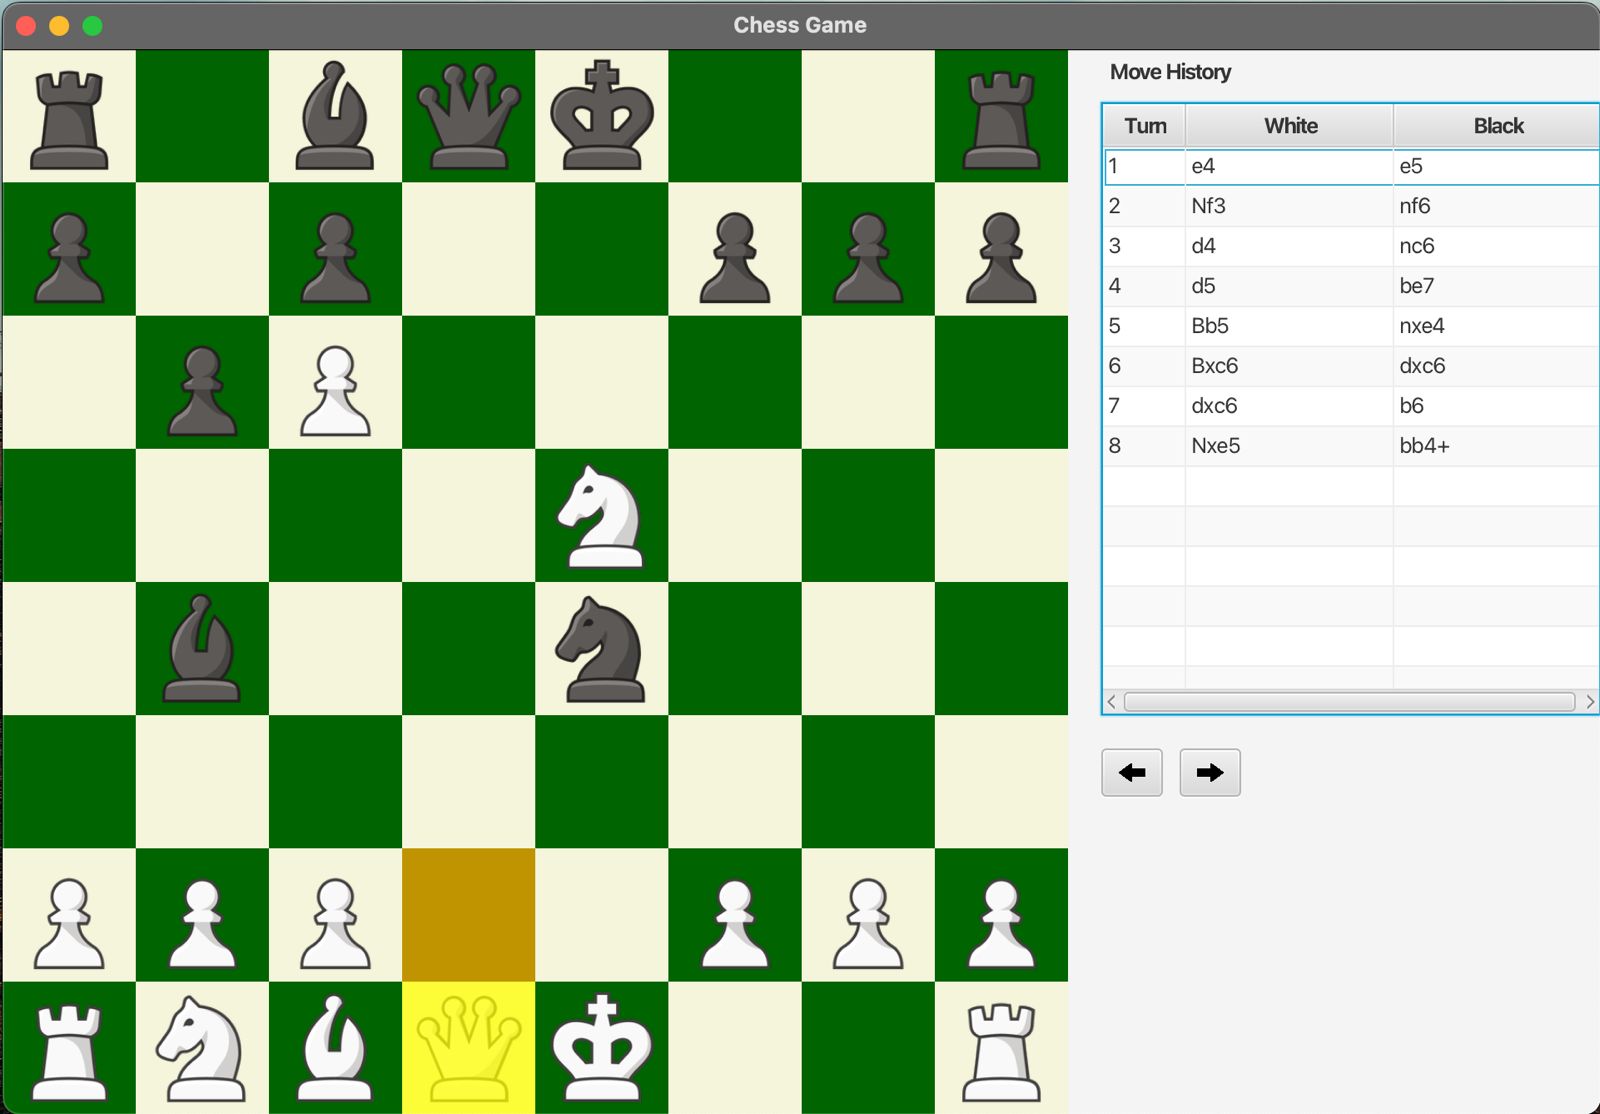 Chess Game
Move History
Turn White Black
1 e4 e5
2 Nf3 nf6
3 d4 nc6
4 d5 be7
5 Bb5 nxe4
6 Bxc6 dxc6
7 dxc6 b6
8 Nxe5 bb4+